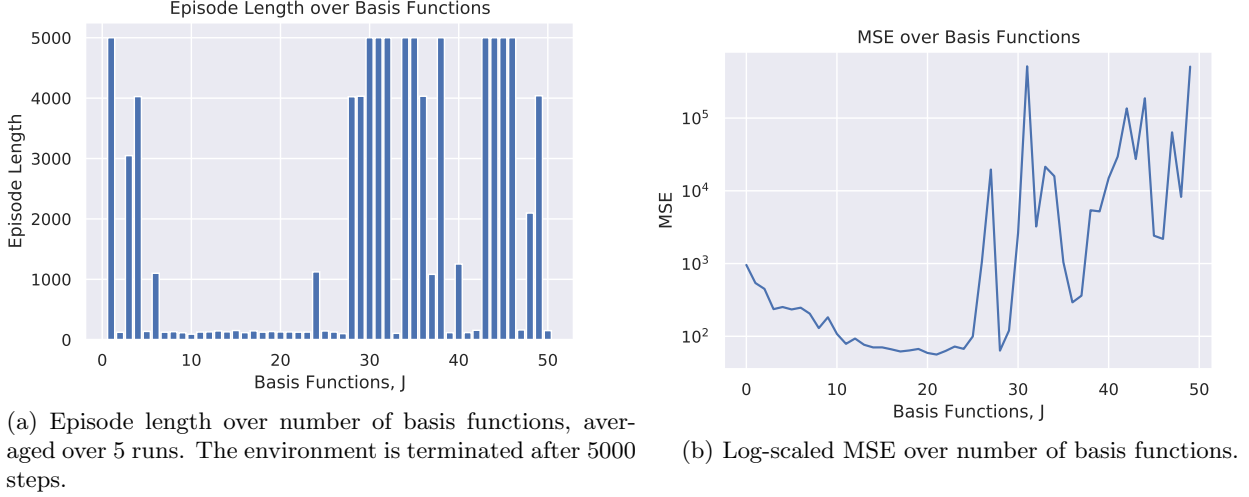 Episode Length over Basis Functions
5000
4000
3000
2000
1000
0
Episode Length
0 10 20 30 40 50
Basis Functions, J
(a) Episode length over number of basis functions, aver-
aged over 5 runs. The environment is terminated after 5000
steps.
MSE over Basis Functions
10^5
10^4
10^3
10^2
MSE
0 10 20 30 40 50
Basis Functions, J
(b) Log-scaled MSE over number of basis functions.